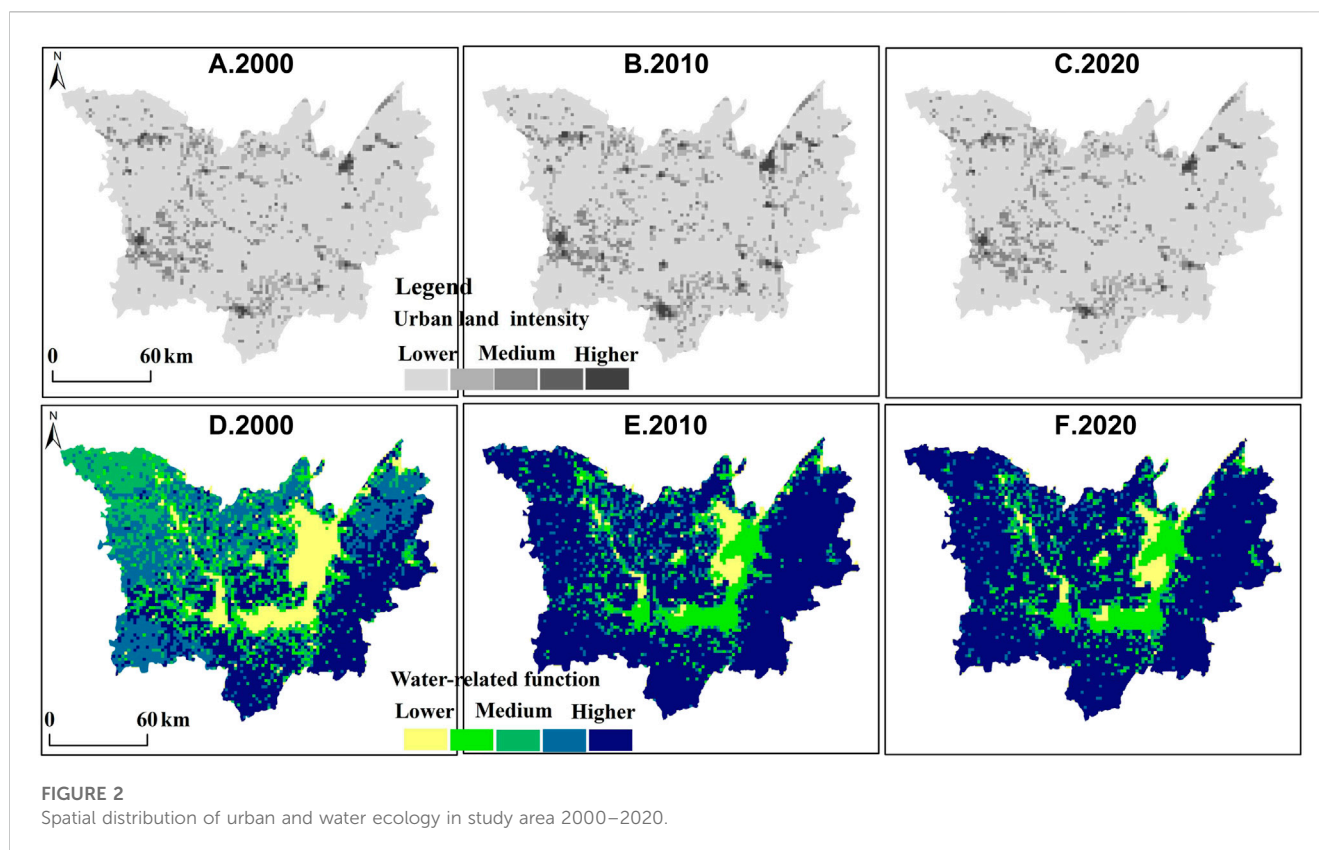 N
A.2000
B.2010
C.2020
Legend
Urban land intensity
0 60 km
Lower Medium Higher
N
D.2000
E.2010
F.2020
Water-related function
0 60 km
Lower Medium Higher
FIGURE 2
Spatial distribution of urban and water ecology in study area 2000–2020.